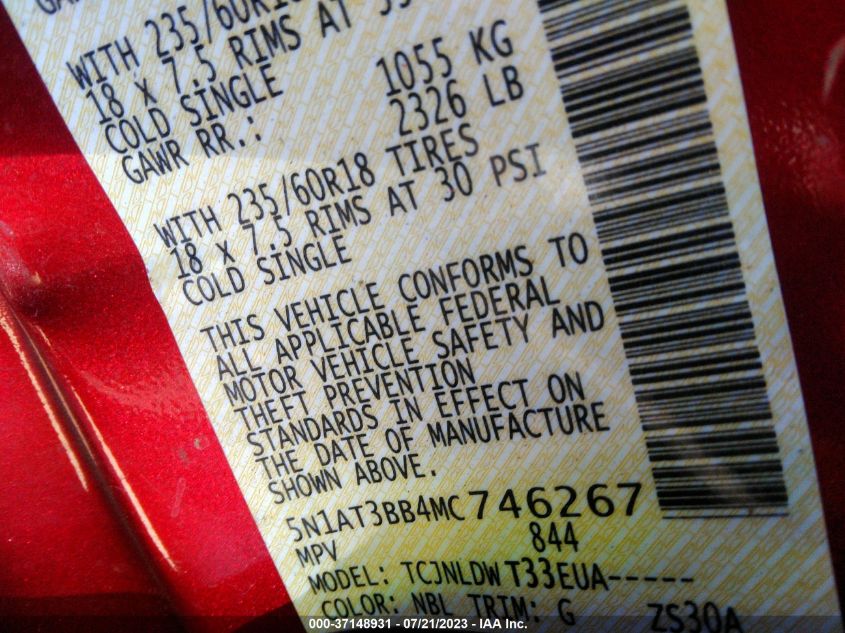 WITH 235/60R18
18 X 7.5 RIMS AT
COLD SINGLE 1055 KG
GAWR RR.: 2326 LB
WITH 235/60R18 TIRES
18 X 7.5 RIMS AT 30 PSI
COLD SINGLE
THIS VEHICLE CONFORMS TO
ALL APPLICABLE FEDERAL
MOTOR VEHICLE SAFETY AND
THEFT PREVENTION
STANDARDS IN EFFECT ON
THE DATE OF MANUFACTURE
SHOWN ABOVE.
5N1AT3BB4MC746267
MPV 844
MODEL: TCJNLDW T33EUA-----
COLOR: NBL TRIM: G ZS30A
000-37148931 - 07/21/2023 - IAA Inc.